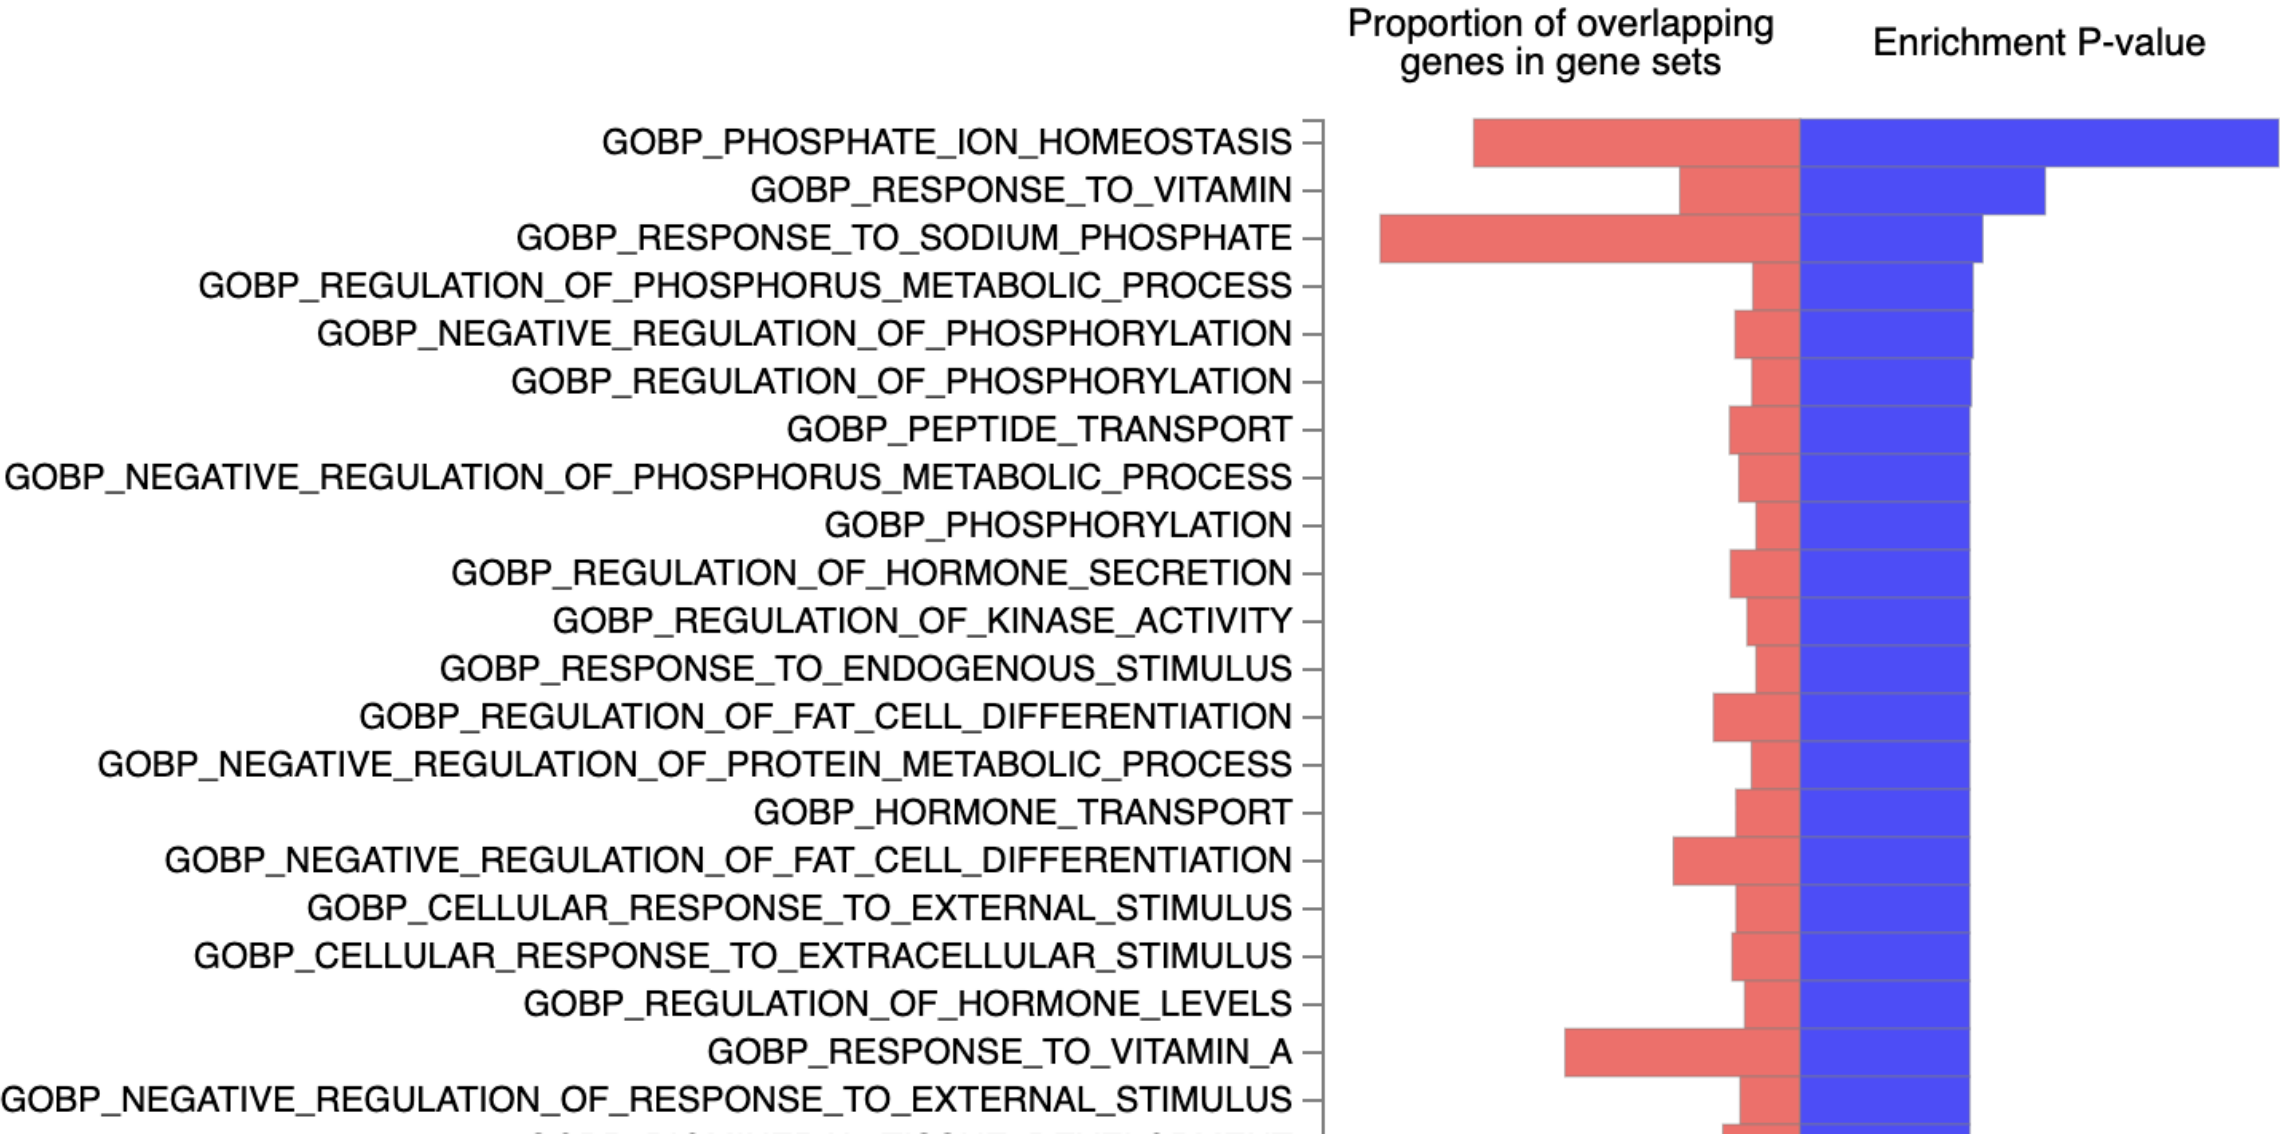 Proportion of overlapping
genes in gene sets
Enrichment P-value
GOBP_PHOSPHATE_ION_HOMEOSTASIS
GOBP_RESPONSE_TO_VITAMIN
GOBP_RESPONSE_TO_SODIUM_PHOSPHATE
GOBP_REGULATION_OF_PHOSPHORUS_METABOLIC_PROCESS
GOBP_NEGATIVE_REGULATION_OF_PHOSPHORYLATION
GOBP_REGULATION_OF_PHOSPHORYLATION
GOBP_PEPTIDE_TRANSPORT
GOBP_NEGATIVE_REGULATION_OF_PHOSPHORUS_METABOLIC_PROCESS
GOBP_PHOSPHORYLATION
GOBP_REGULATION_OF_HORMONE_SECRETION
GOBP_REGULATION_OF_KINASE_ACTIVITY
GOBP_RESPONSE_TO_ENDOGENOUS_STIMULUS
GOBP_REGULATION_OF_FAT_CELL_DIFFERENTIATION
GOBP_NEGATIVE_REGULATION_OF_PROTEIN_METABOLIC_PROCESS
GOBP_HORMONE_TRANSPORT
GOBP_NEGATIVE_REGULATION_OF_FAT_CELL_DIFFERENTIATION
GOBP_CELLULAR_RESPONSE_TO_EXTERNAL_STIMULUS
GOBP_CELLULAR_RESPONSE_TO_EXTRACELLULAR_STIMULUS
GOBP_REGULATION_OF_HORMONE_LEVELS
GOBP_RESPONSE_TO_VITAMIN_A
GOBP_NEGATIVE_REGULATION_OF_RESPONSE_TO_EXTERNAL_STIMULUS